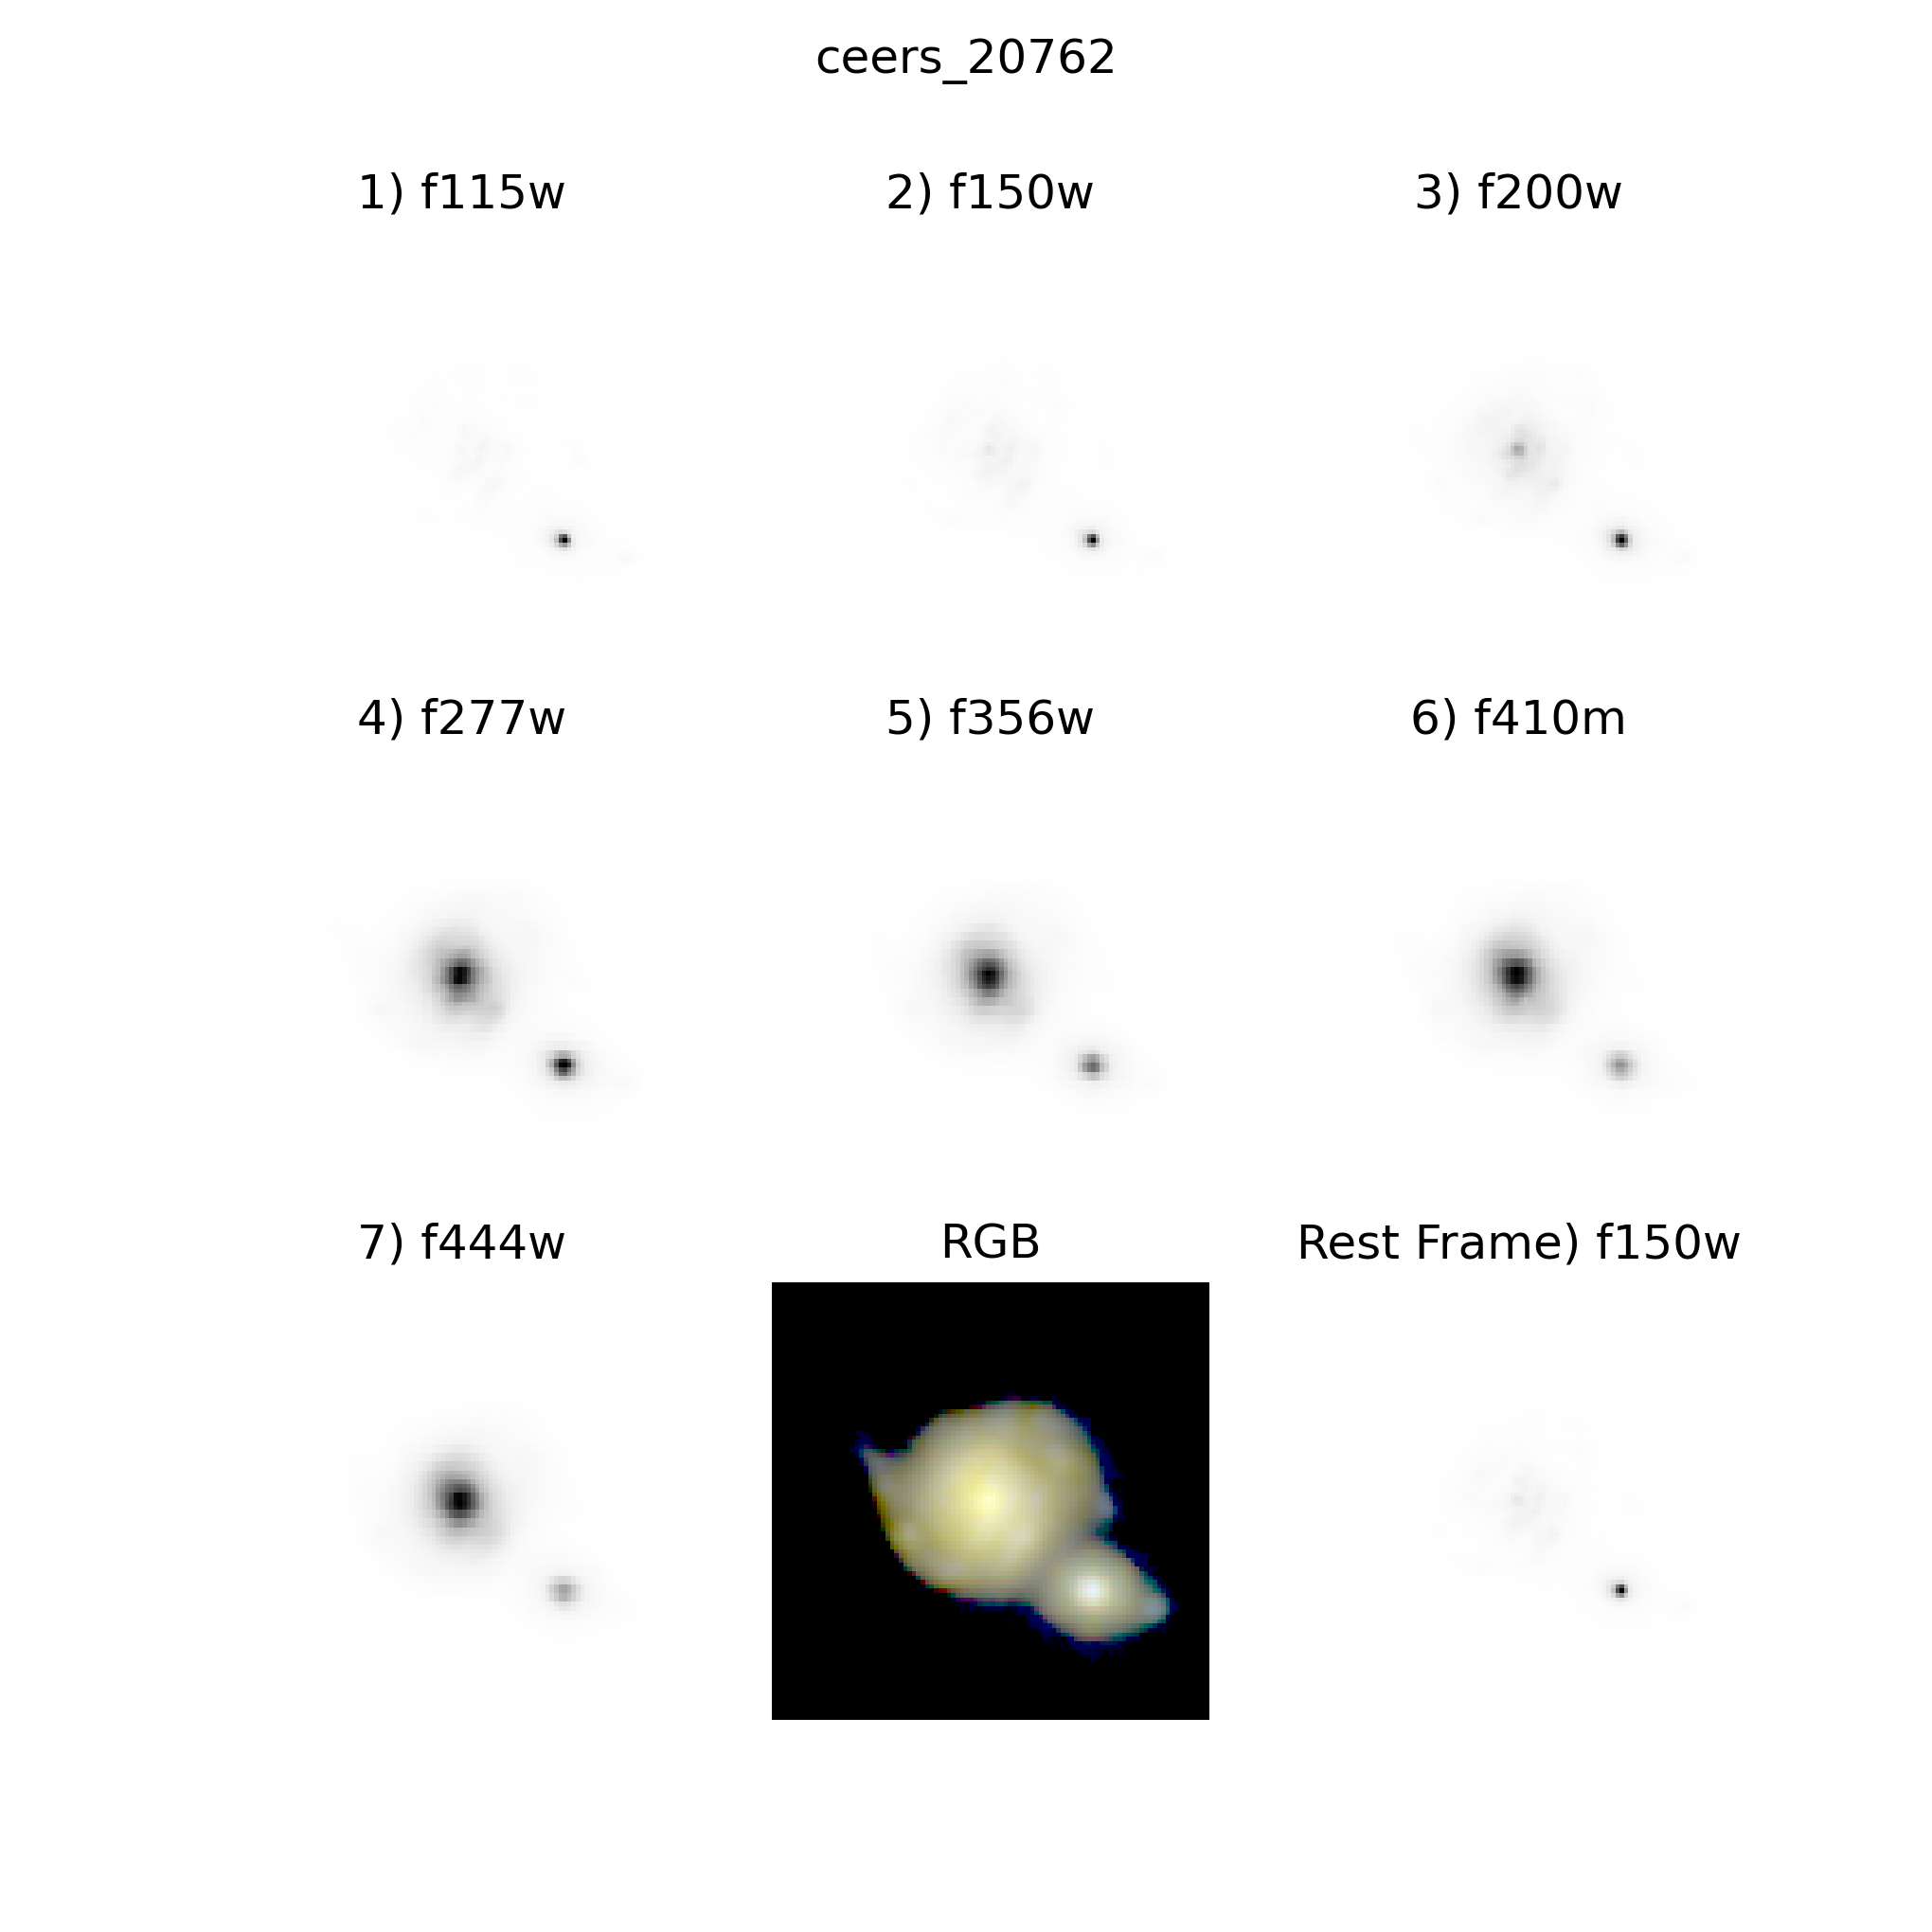 ceers_20762
1) f115w
2) f150w
3) f200w
4) f277w
5) f356w
6) f410m
7) f444w
RGB
Rest Frame) f150w